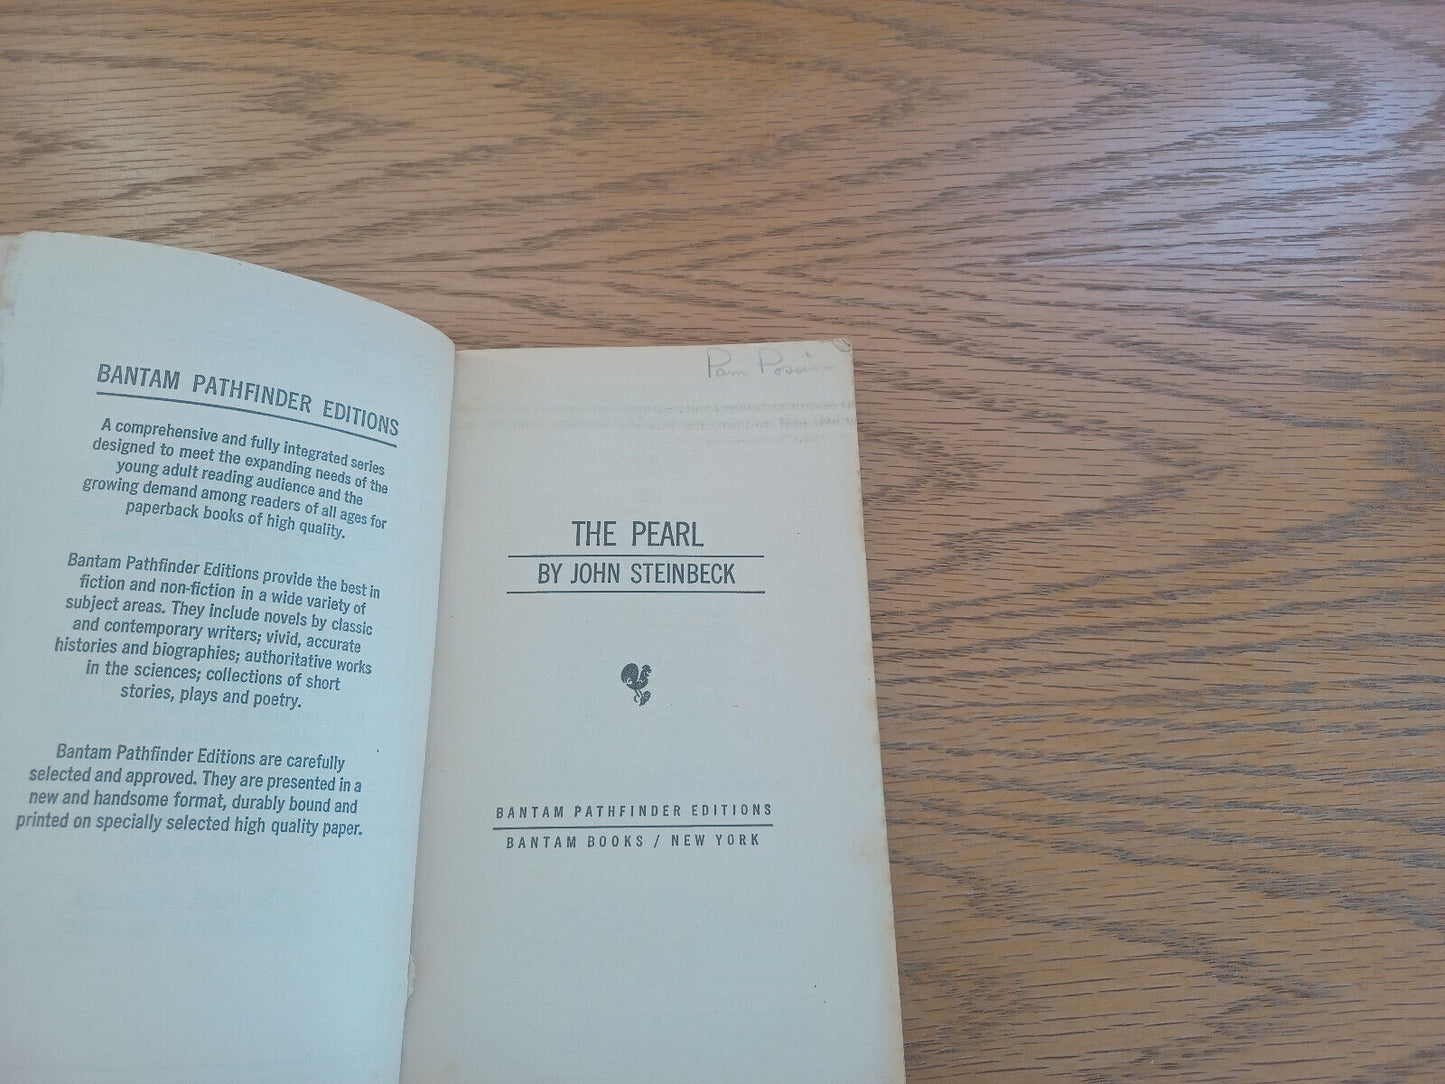 BANTAM PATHFINDER EDITIONS
A comprehensive and fully integrated series
designed to meet the expanding needs of the
young adult reading audience and the
growing demand among readers of all ages for
paperback books of high quality.
Bantam Pathfinder Editions provide the best in
fiction and non-fiction in a wide variety of
subject areas. They include novels by classic
and contemporary writers; vivid, accurate
histories and biographies; authoritative works
in the sciences; collections of short
stories, plays and poetry.
Bantam Pathfinder Editions are carefully
selected and approved. They are presented in a
new and handsome format, durably bound and
printed on specially selected high quality paper.
Pam
THE PEARL
BY JOHN STEINBECK
BANTAM PATHFINDER EDITIONS
BANTAM BOOKS / NEW YORK